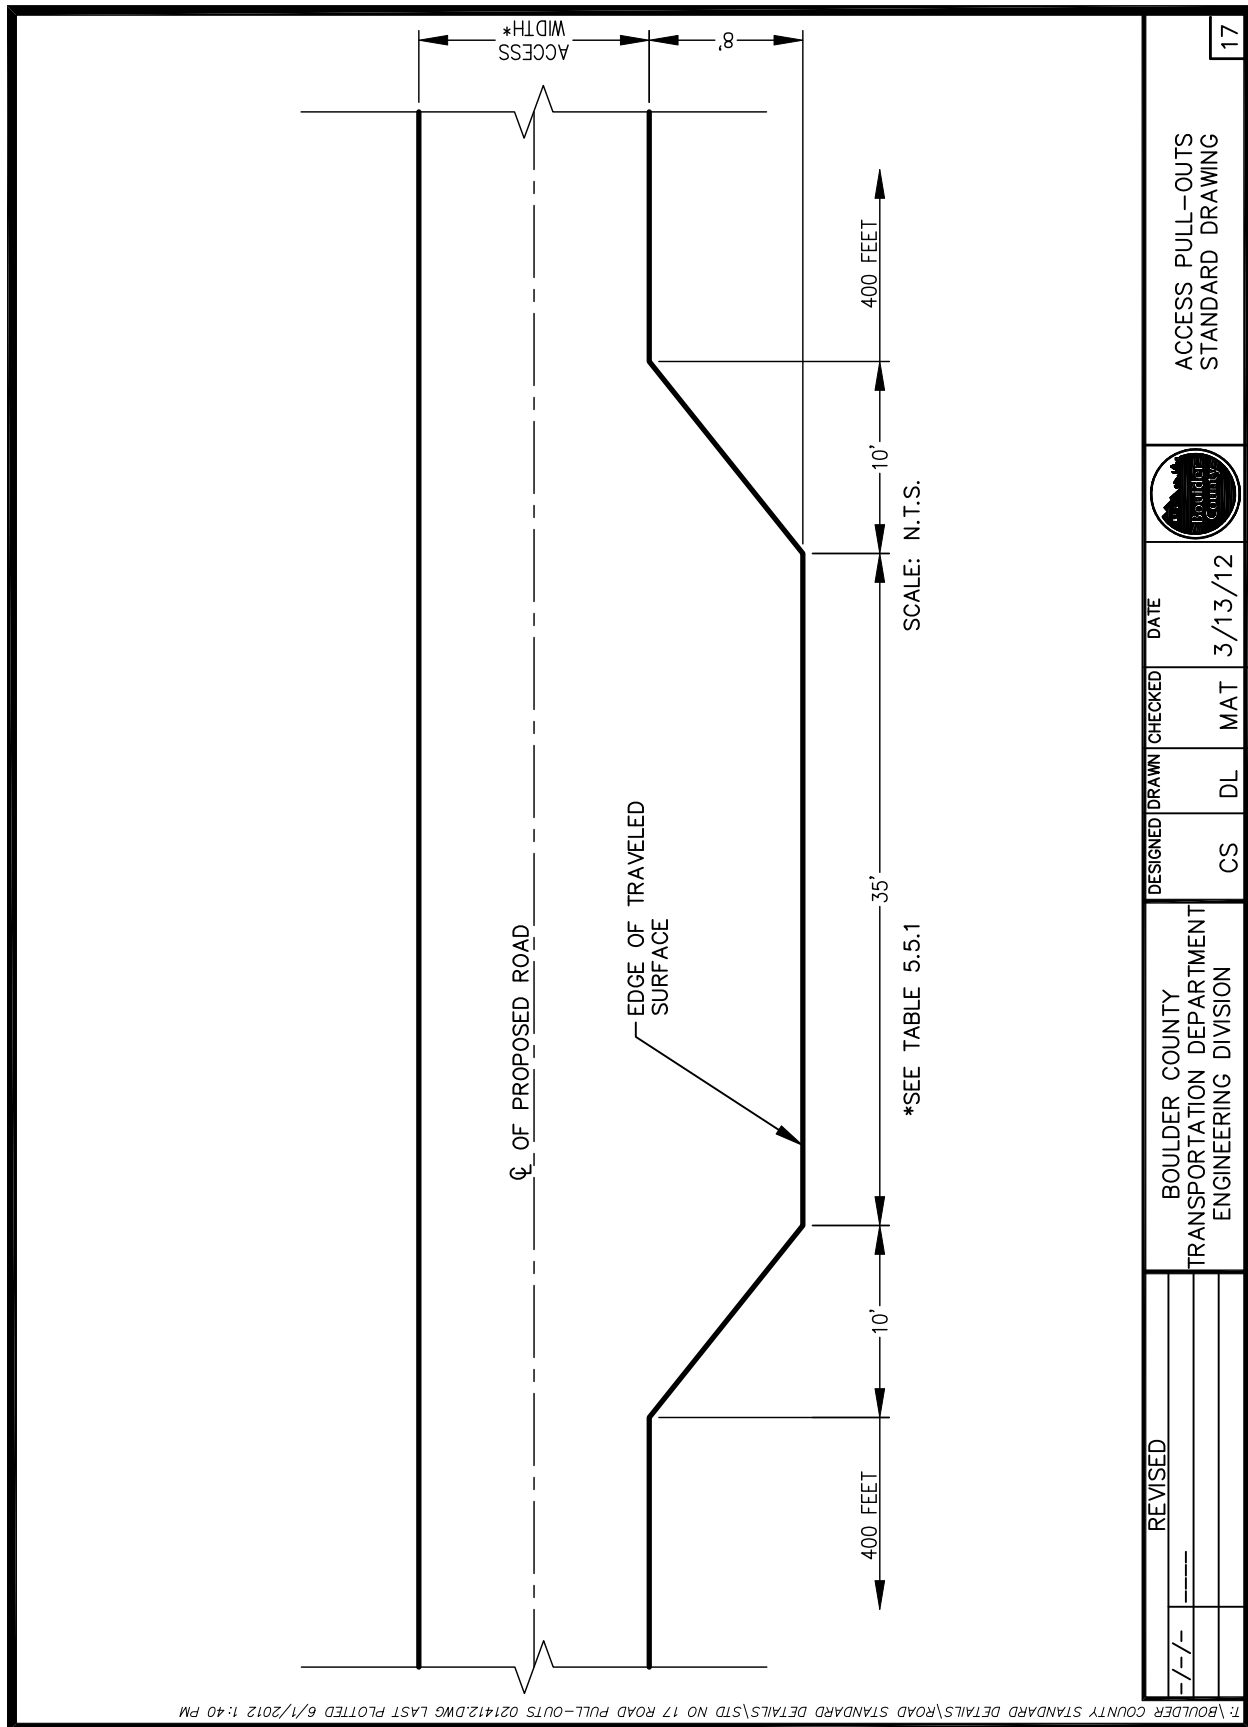 ACCESS
WIDTH*
8'
℄ OF PROPOSED ROAD
EDGE OF TRAVELED
SURFACE
400 FEET
10'
35'
10'
400 FEET
*SEE TABLE 5.5.1
SCALE: N.T.S.
REVISED
-/-/- ----
BOULDER COUNTY
TRANSPORTATION DEPARTMENT
ENGINEERING DIVISION
DESIGNED DRAWN CHECKED DATE
CS DL MAT 3/13/12
Boulder
County
ACCESS PULL-OUTS
STANDARD DRAWING
17
T:\BOULDER COUNTY STANDARD DETAILS\ROAD STANDARD DETAILS\STD NO 17 ROAD PULL-OUTS 021412.DWG LAST PLOTTED 6/1/2012 1:40 PM